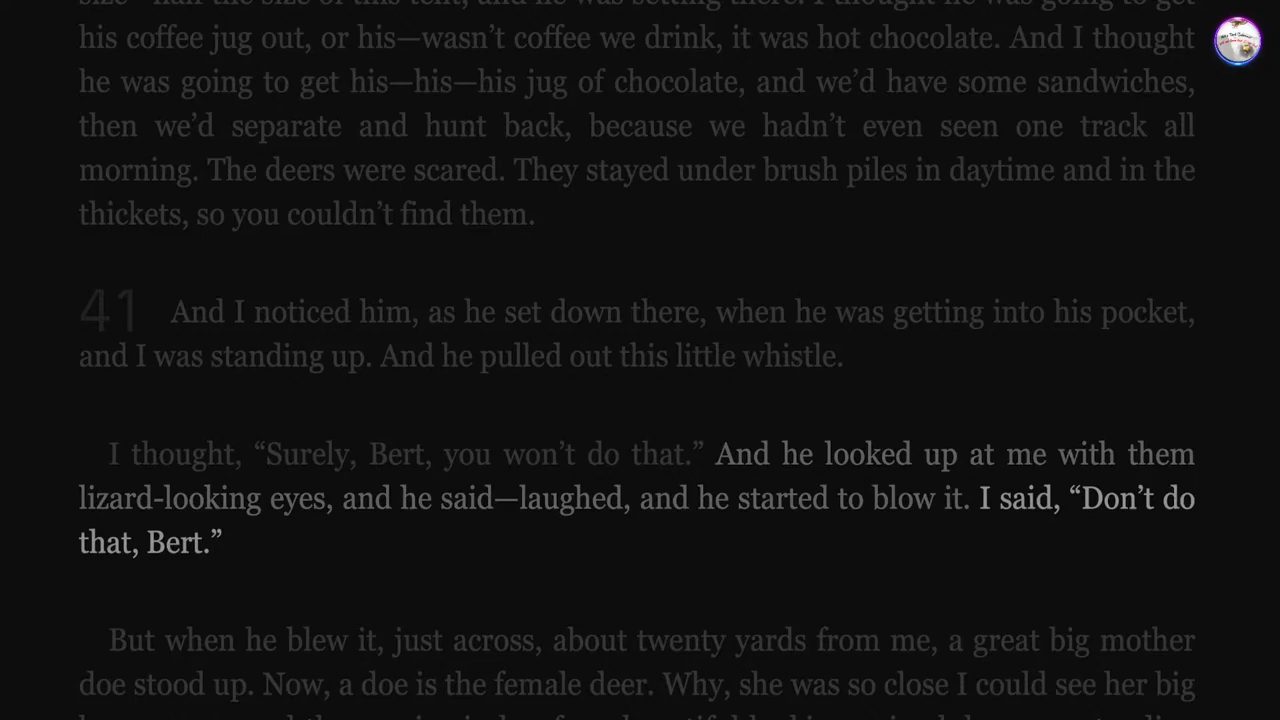 his coffee jug out, or his—wasn’t coffee we drink, it was hot chocolate. And I thought
he was going to get his—his—his jug of chocolate, and we’d have some sandwiches,
then we’d separate and hunt back, because we hadn’t even seen one track all
morning. The deers were scared. They stayed under brush piles in daytime and in the
thickets, so you couldn’t find them.
41 And I noticed him, as he set down there, when he was getting into his pocket,
and I was standing up. And he pulled out this little whistle.
I thought, “Surely, Bert, you won’t do that.” And he looked up at me with them
lizard-looking eyes, and he said—laughed, and he started to blow it. I said, “Don’t do
that, Bert.”
But when he blew it, just across, about twenty yards from me, a great big mother
doe stood up. Now, a doe is the female deer. Why, she was so close I could see her big